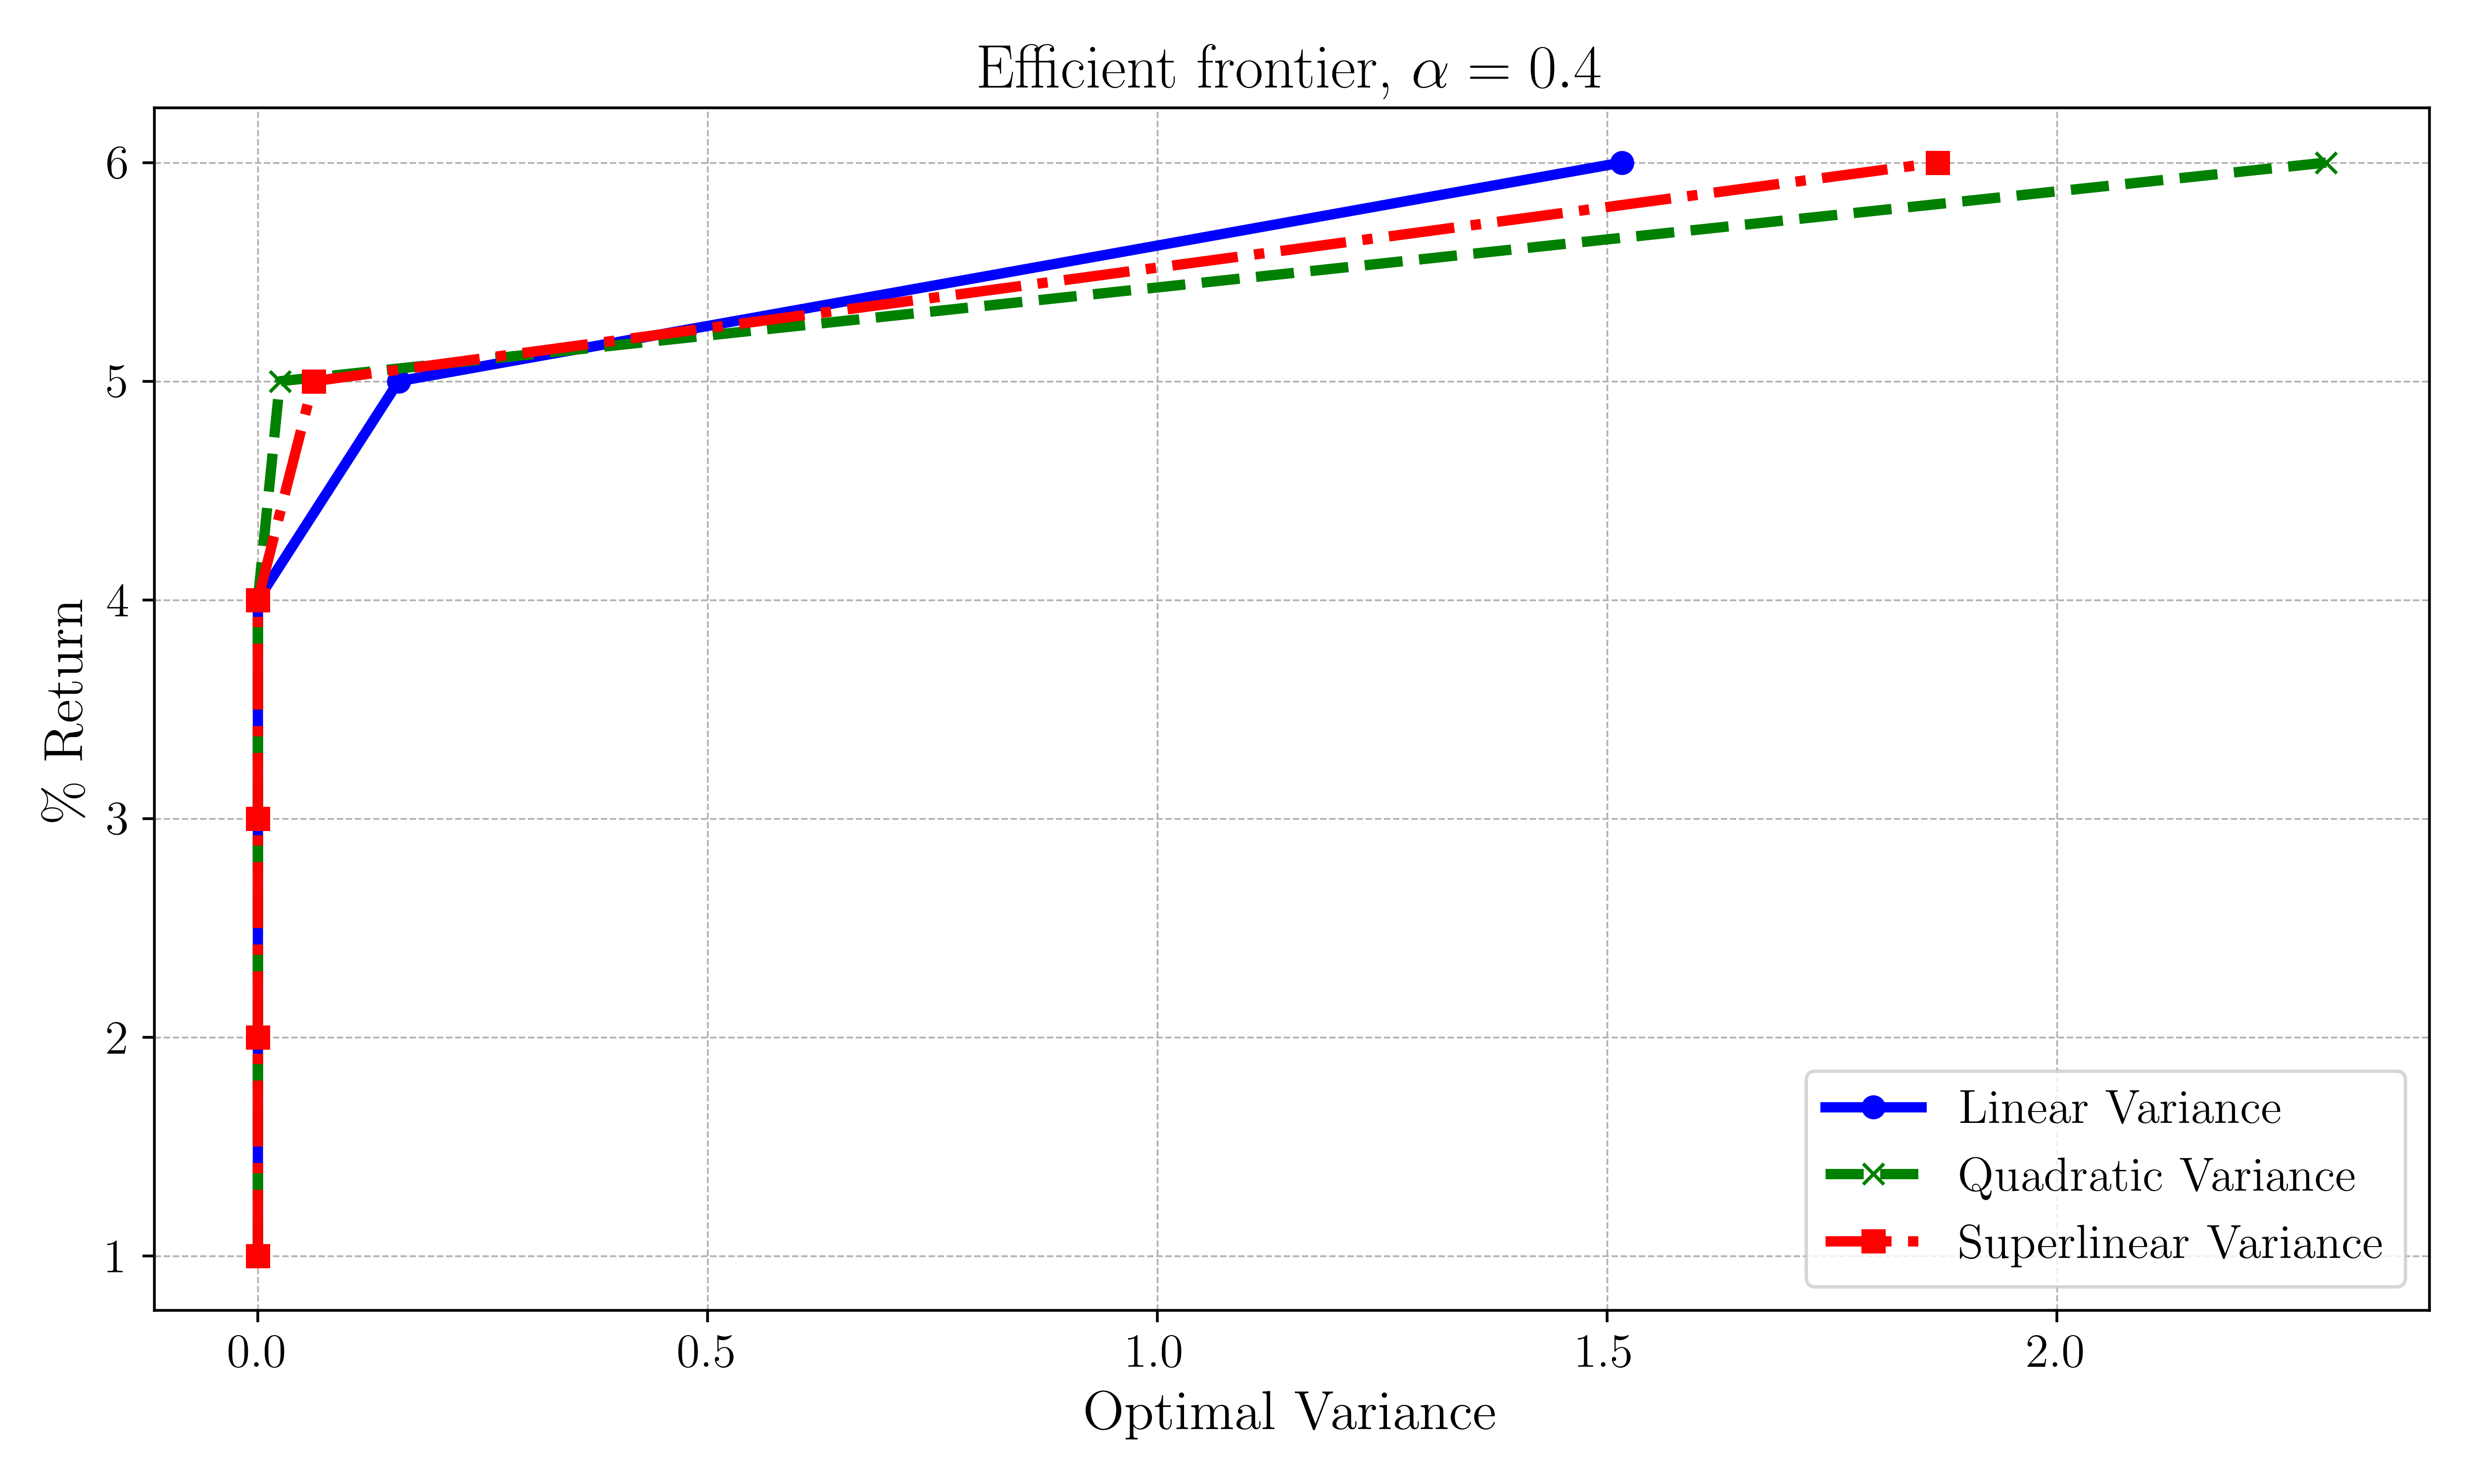 Efficient frontier, α = 0.4
% Return
6
5
4
3
2
1
0.0 0.5 1.0 1.5 2.0
Optimal Variance
Linear Variance
Quadratic Variance
Superlinear Variance